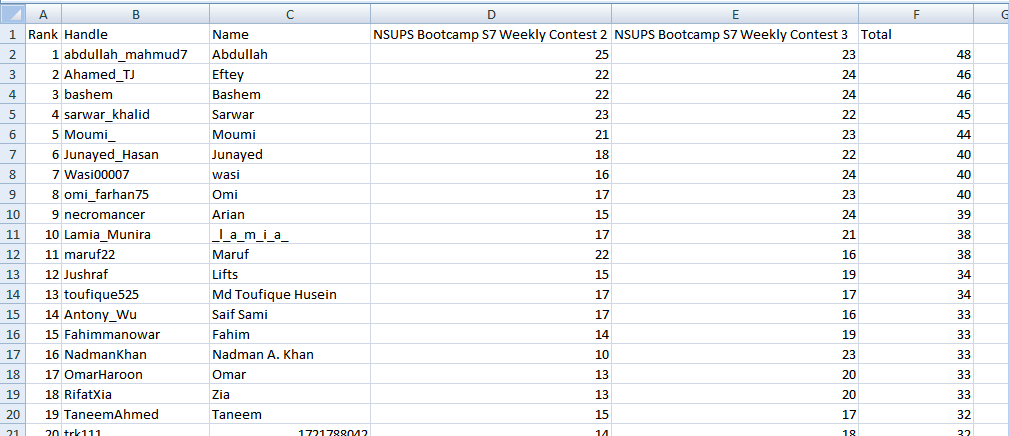 A B C D E F G
1 Rank Handle Name NSUPS Bootcamp S7 Weekly Contest 2 NSUPS Bootcamp S7 Weekly Contest 3 Total
2 1 abdullah_mahmud7 Abdullah 25 23 48
3 2 Ahamed_TJ Eftey 22 24 46
4 3 bashem Bashem 22 24 46
5 4 sarwar_khalid Sarwar 23 22 45
6 5 Moumi_ Moumi 21 23 44
7 6 Junayed_Hasan Junayed 18 22 40
8 7 Wasi00007 wasi 16 24 40
9 8 omi_farhan75 Omi 17 23 40
10 9 necromancer Arian 15 24 39
11 10 Lamia_Munira _l_a_m_i_a_ 17 21 38
12 11 maruf22 Maruf 22 16 38
13 12 Jushraf Lifts 15 19 34
14 13 toufique525 Md Toufique Husein 17 17 34
15 14 Antony_Wu Saif Sami 17 16 33
16 15 Fahimmanowar Fahim 14 19 33
17 16 NadmanKhan Nadman A. Khan 10 23 33
18 17 OmarHaroon Omar 13 20 33
19 18 RifatXia Zia 13 20 33
20 19 TaneemAhmed Taneem 15 17 32
21 20 trk111 1721788042 14 18 32